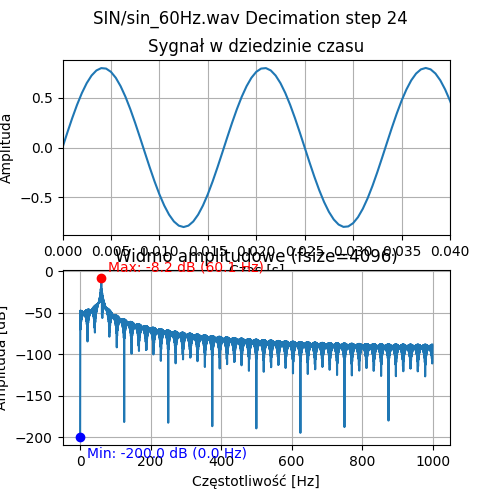 SIN/sin_60Hz.wav Decimation step 24
Sygnał w dziedzinie czasu
Amplituda
0.5
0.0
−0.5
0.000 0.005 0.010 0.015 0.020 0.025 0.030 0.035 0.040
Czas [s]
Widmo amplitudowe (fsize=4096)
Max: -8.2 dB (60.1 Hz)
Amplituda [dB]
0
−50
−100
−150
−200
Min: -200.0 dB (0.0 Hz)
0 200 400 600 800 1000
Częstotliwość [Hz]